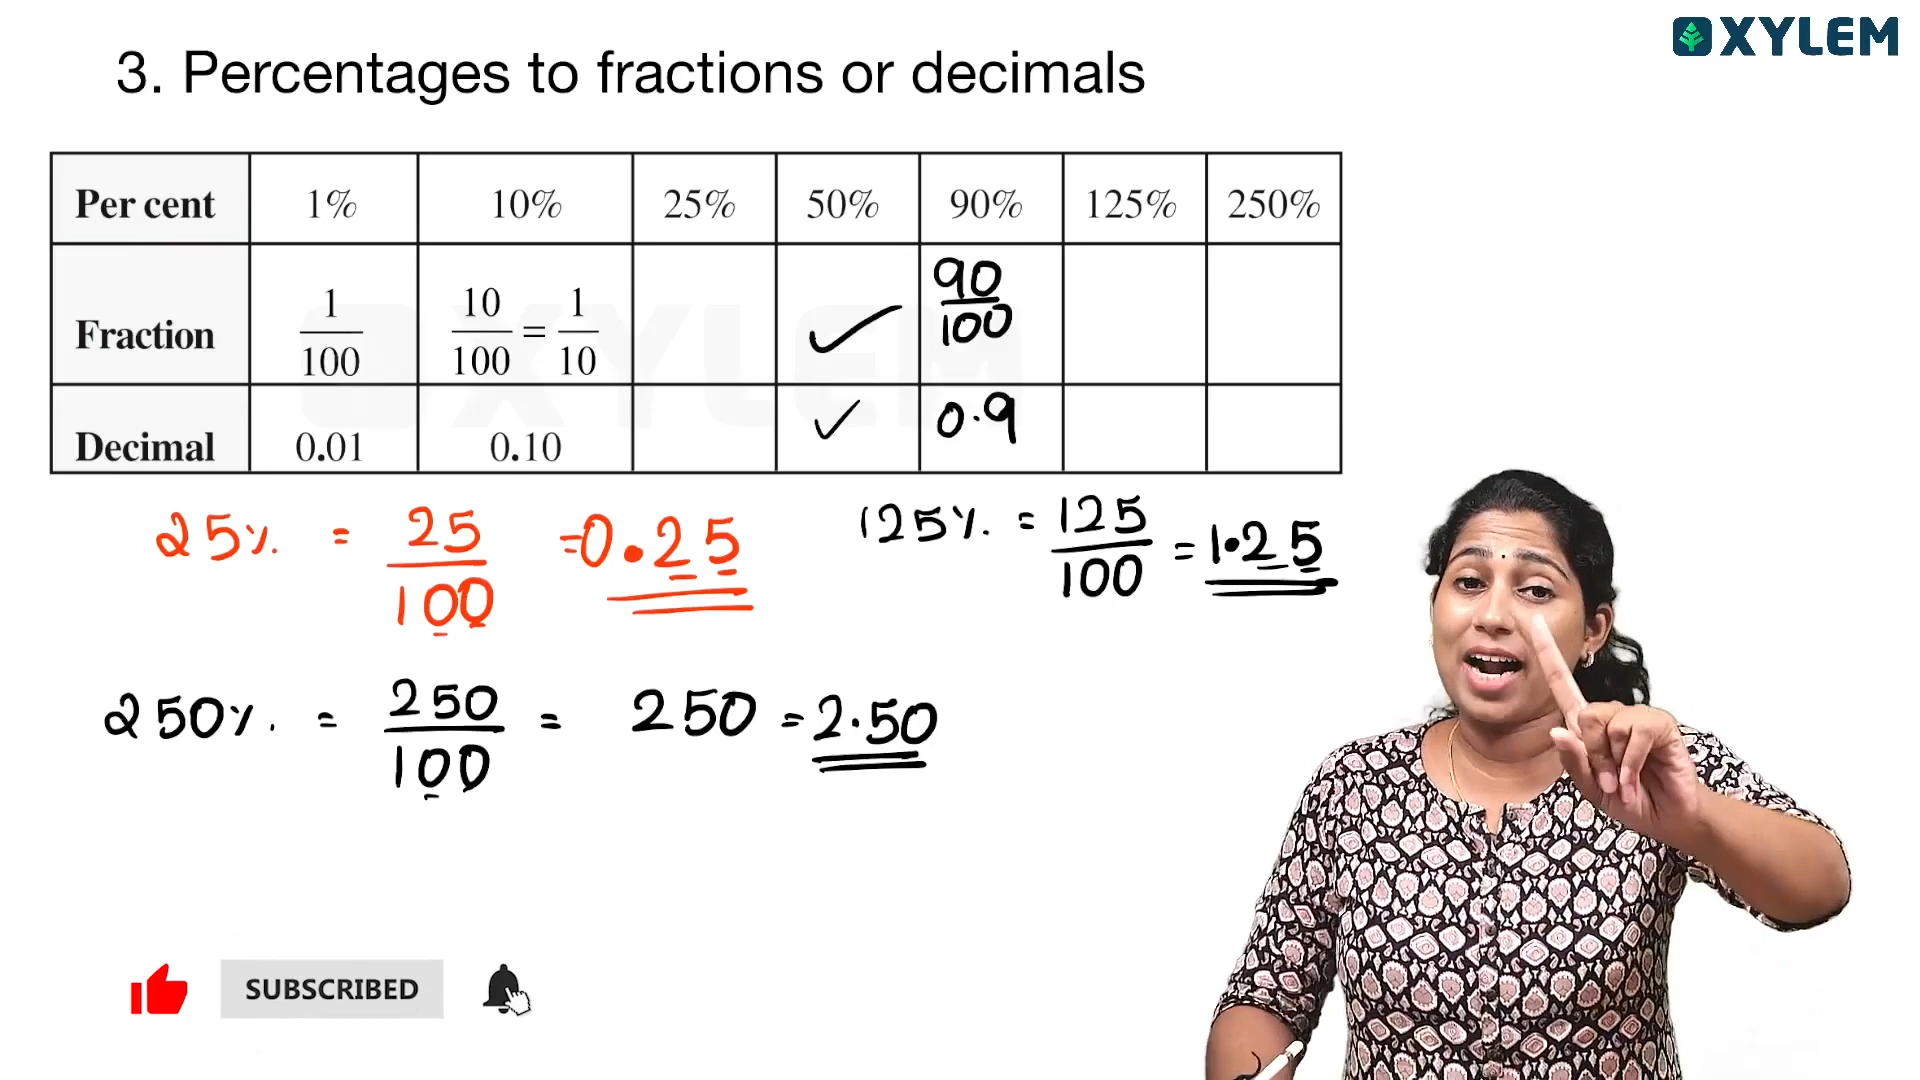 XYLEM
3. Percentages to fractions or decimals
Per cent 1% 10% 25% 50% 90% 125% 250%
Fraction 1/100 10/100 = 1/10 90/100
Decimal 0.01 0.10 0.9
XYLEM
25% = 25/100 = 0.25
125% = 125/100 = 1.25
250% = 250/100 = 250 = 2.50
SUBSCRIBED